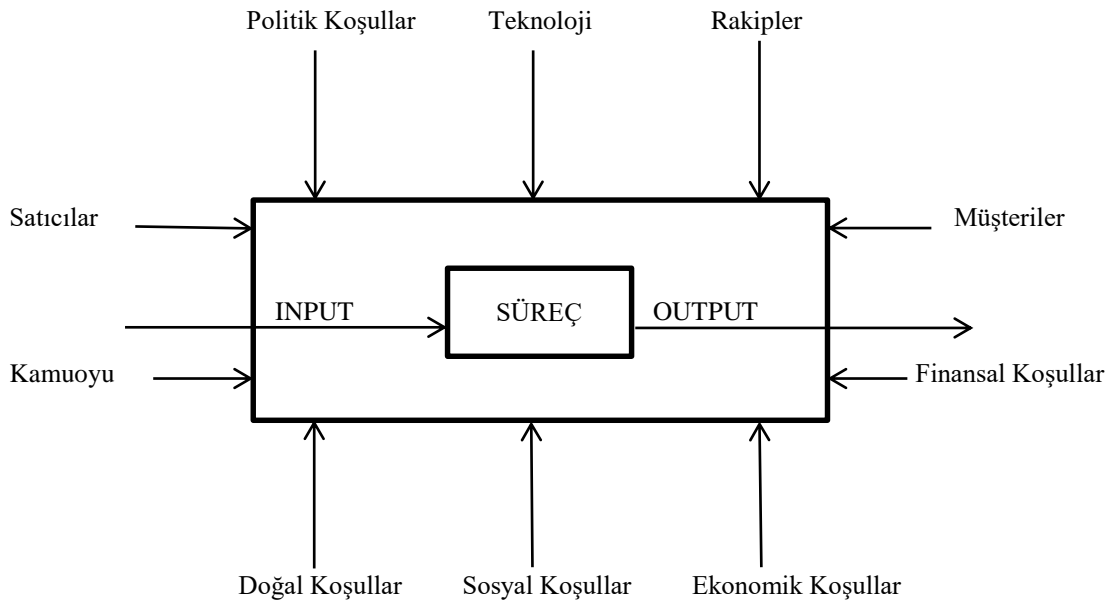 Politik Koşullar
Teknoloji
Rakipler
Satıcılar
Müşteriler
INPUT
SÜREÇ
OUTPUT
Kamuoyu
Finansal Koşullar
Doğal Koşullar
Sosyal Koşullar
Ekonomik Koşullar